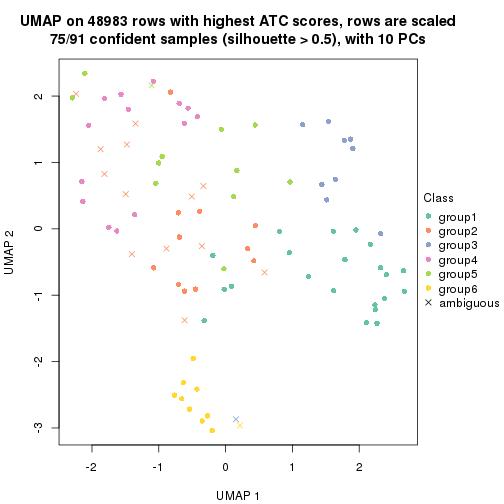 UMAP on 48983 rows with highest ATC scores, rows are scaled
75/91 confident samples (silhouette > 0.5), with 10 PCs
2
1
0
-1
-2
-3
UMAP 2
-2
-1
0
1
2
UMAP 1
Class
group1
group2
group3
group4
group5
group6
ambiguous